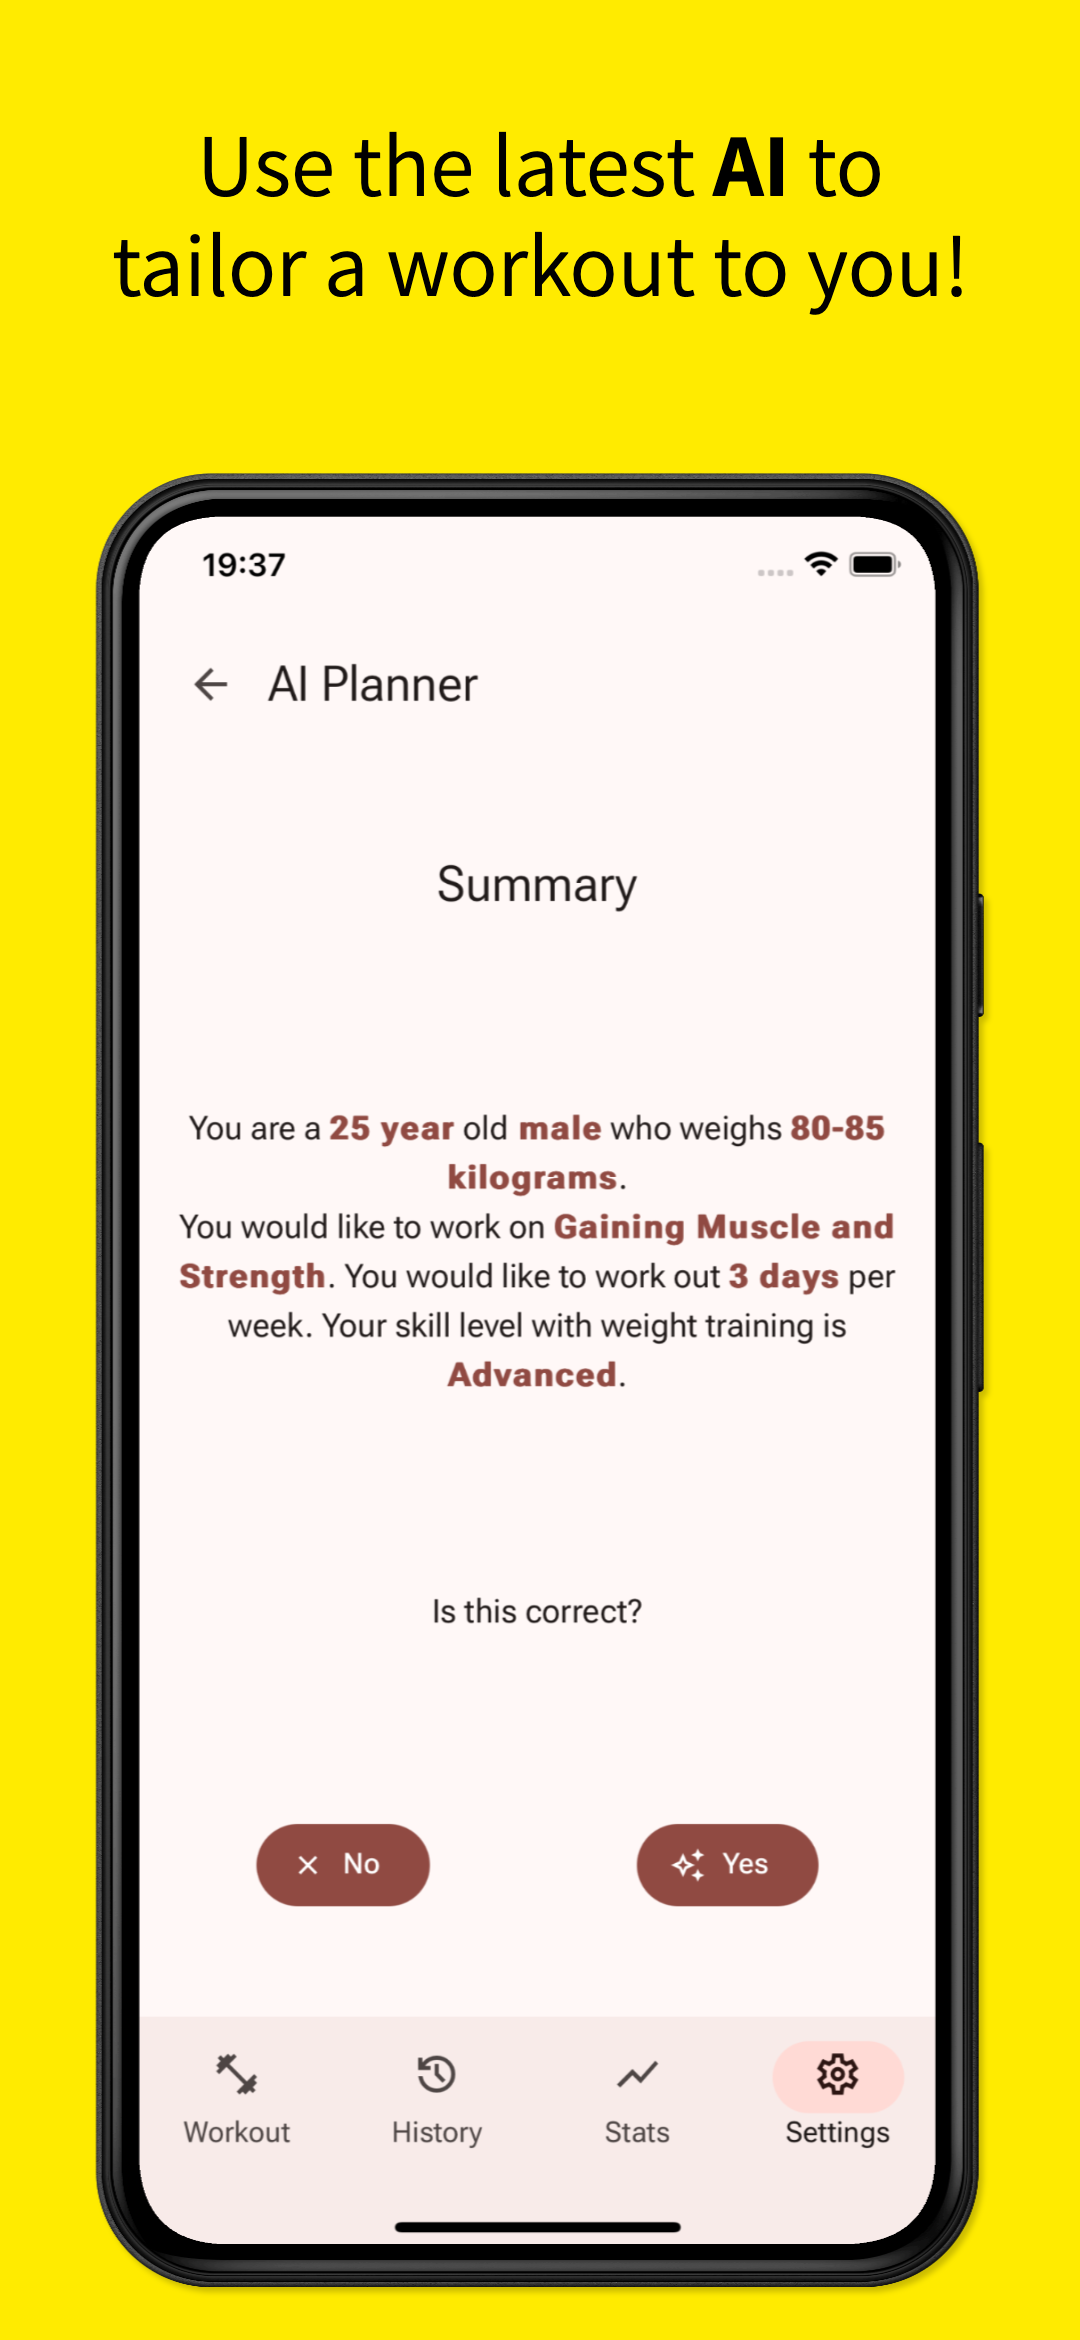 Use the latest AI to
tailor a workout to you!
19:37
AI Planner
Summary
You are a 25 year old male who weighs 80-85
kilograms.
You would like to work on Gaining Muscle and
Strength. You would like to work out 3 days per
week. Your skill level with weight training is
Advanced.
Is this correct?
No
Yes
Workout
History
Stats
Settings